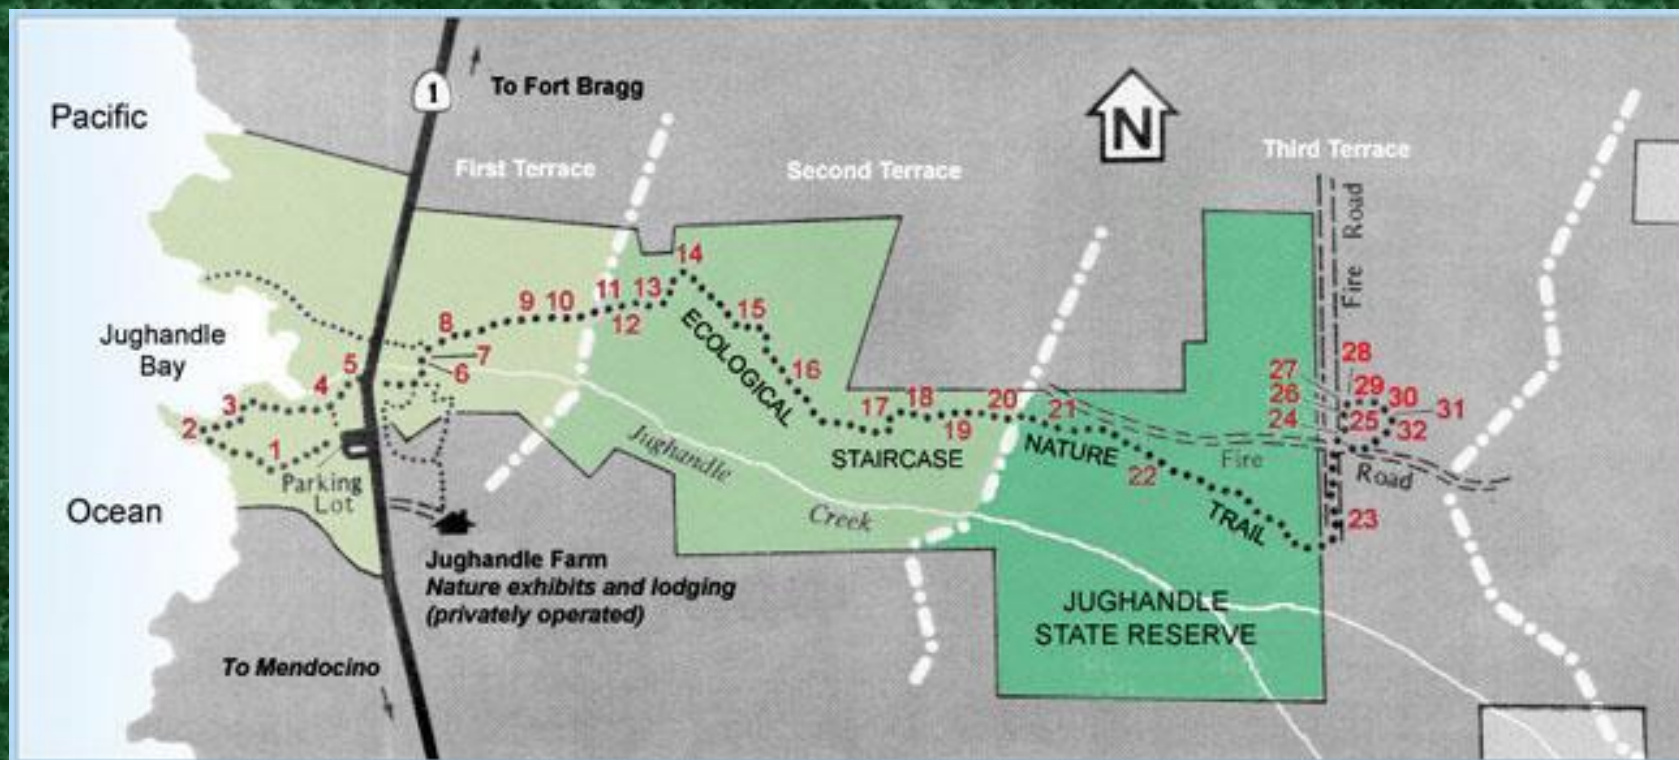 Pacific
1
To Fort Bragg
N
First Terrace
Second Terrace
Third Terrace
Fire Road
Jughandle
Bay
Ocean
1
2
3
4
5
6
7
8
9
10
11
12
13
14
15
16
17
18
19
20
21
22
23
24
25
26
27
28
29
30
31
32
ECOLOGICAL
STAIRCASE
NATURE
TRAIL
Fire
Road
Jughandle
Creek
Parking
Lot
Jughandle Farm
Nature exhibits and lodging
(privately operated)
JUGHANDLE
STATE RESERVE
To Mendocino